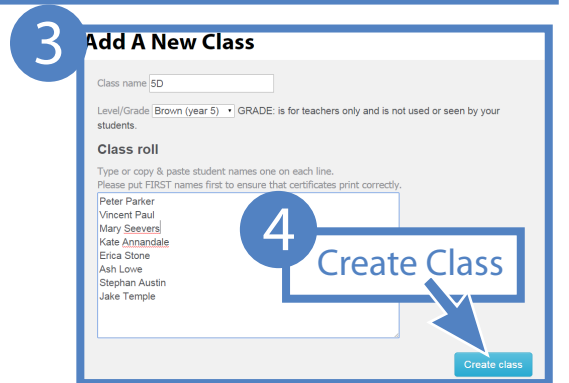 3
Add A New Class
Class name 5D
Level/Grade Brown (year 5) GRADE: is for teachers only and is not used or seen by your
students.
Class roll
Type or copy & paste student names one on each line.
Please put FIRST names first to ensure that certificates print correctly.
Peter Parker
Vincent Paul
Mary Seevers
Kate Annandale
Erica Stone
Ash Lowe
Stephan Austin
Jake Temple
4
Create Class
Create class